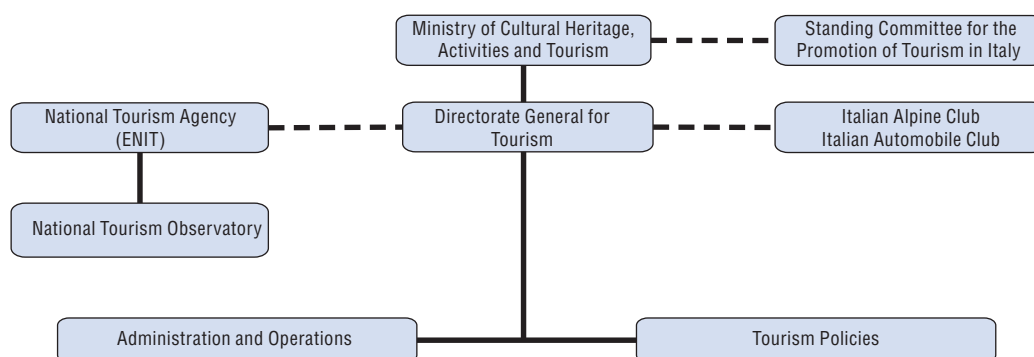 Ministry of Cultural Heritage,
Activities and Tourism
Standing Committee for the
Promotion of Tourism in Italy
National Tourism Agency
(ENIT)
Directorate General for
Tourism
Italian Alpine Club
Italian Automobile Club
National Tourism Observatory
Administration and Operations
Tourism Policies